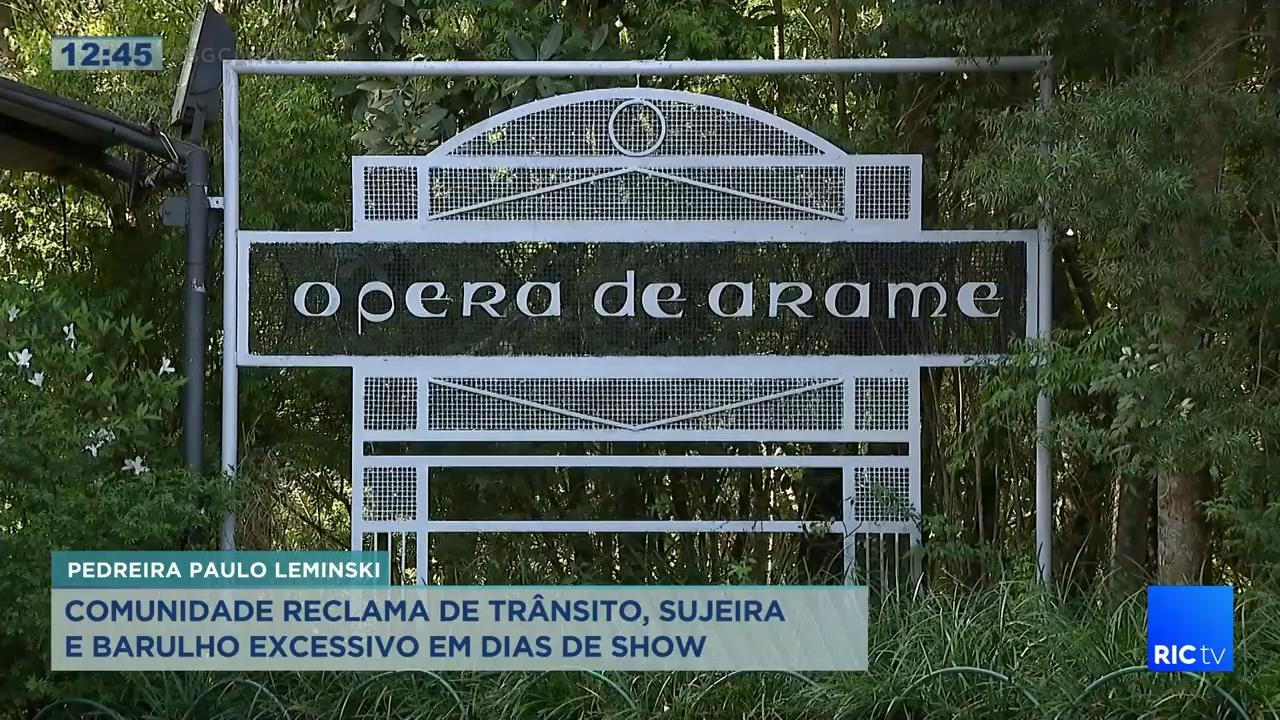 12:45
OPERA DE ARAME
PEDREIRA PAULO LEMINSKI
COMUNIDADE RECLAMA DE TRÂNSITO, SUJEIRA
E BARULHO EXCESSIVO EM DIAS DE SHOW
RIC tv